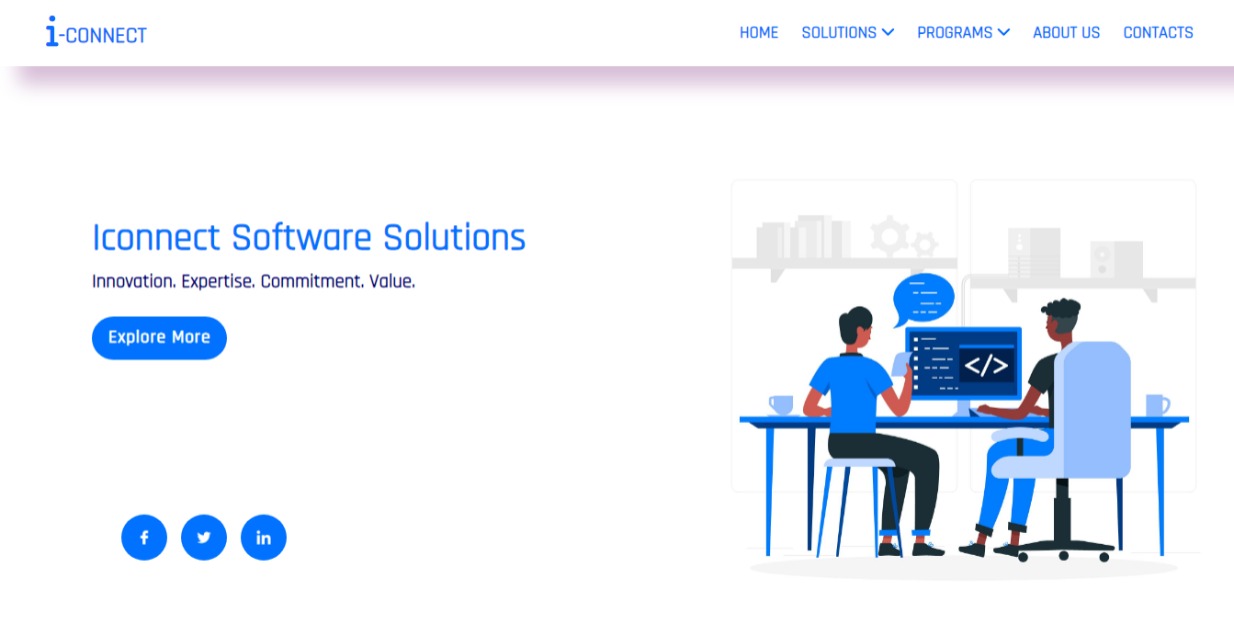 i-CONNECT
HOME SOLUTIONS PROGRAMS ABOUT US CONTACTS
Iconnect Software Solutions
Innovation. Expertise. Commitment. Value.
Explore More
</>
f in